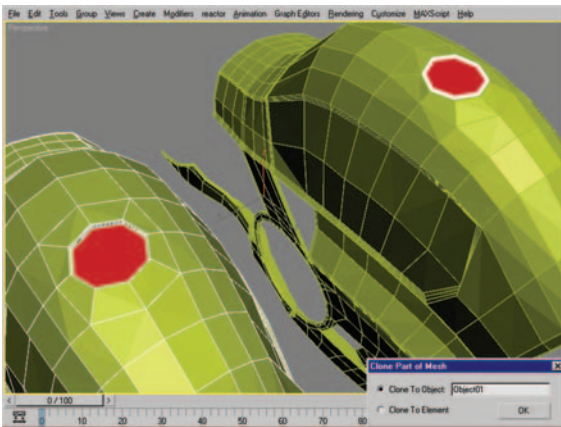 File Edit Tools Group Views Create Modifiers reactor Animation Graph Editors Rendering Customize MAXScript Help
Perspective
Clone Part of Mesh
Clone To Object: Object01
Clone To Element OK
0 / 100
0 10 20 30 40 50 60 70 80